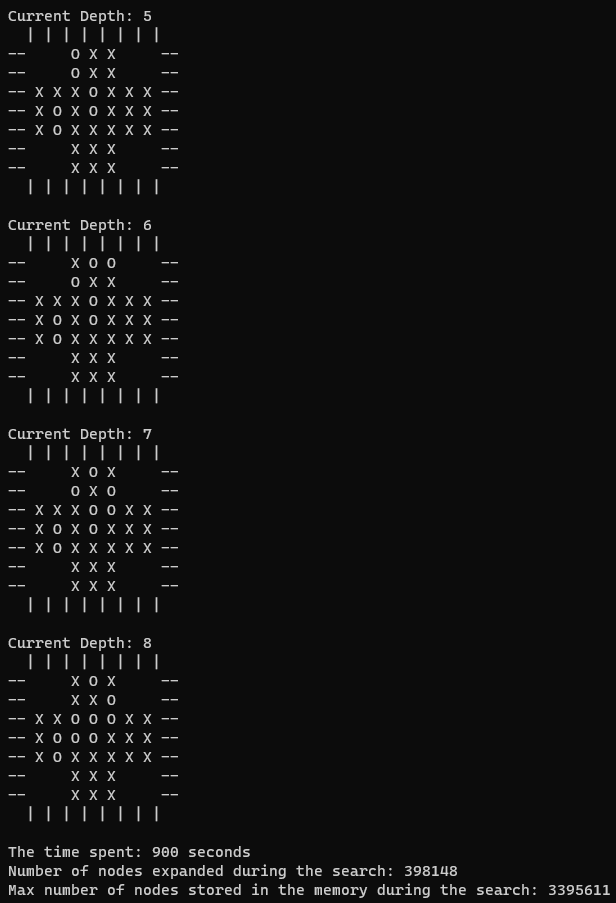 Current Depth: 5
  | | | | | | | |
--     O X X     --
--     O X X     --
-- X X X O X X X --
-- X O X O X X X --
-- X O X X X X X --
--     X X X     --
--     X X X     --
  | | | | | | | |

Current Depth: 6
  | | | | | | | |
--     X O O     --
--     O X X     --
-- X X X O X X X --
-- X O X O X X X --
-- X O X X X X X --
--     X X X     --
--     X X X     --
  | | | | | | | |

Current Depth: 7
  | | | | | | | |
--     X O X     --
--     O X O     --
-- X X X O O X X --
-- X O X O X X X --
-- X O X X X X X --
--     X X X     --
--     X X X     --
  | | | | | | | |

Current Depth: 8
  | | | | | | | |
--     X O X     --
--     X X O     --
-- X X O O O X X --
-- X O O O X X X --
-- X O X X X X X --
--     X X X     --
--     X X X     --
  | | | | | | | |

The time spent: 900 seconds
Number of nodes expanded during the search: 398148
Max number of nodes stored in the memory during the search: 3395611